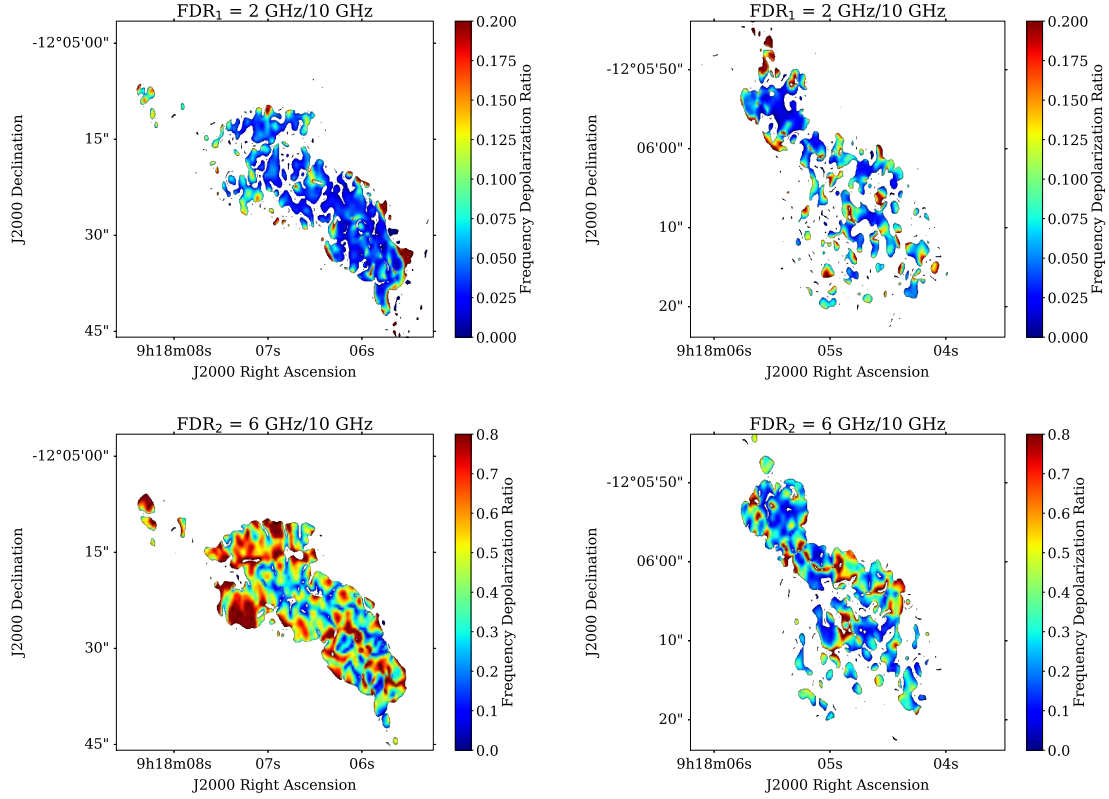 FDR₁ = 2 GHz/10 GHz
-12°05'00"
15"
30"
45"
J2000 Declination
9h18m08s
07s
06s
J2000 Right Ascension
0.200
0.175
0.150
0.125
0.100
0.075
0.050
0.025
0.000
Frequency Depolarization Ratio
FDR₁ = 2 GHz/10 GHz
-12°05'50"
06'00"
10"
20"
J2000 Declination
9h18m06s
05s
04s
J2000 Right Ascension
0.200
0.175
0.150
0.125
0.100
0.075
0.050
0.025
0.000
Frequency Depolarization Ratio
FDR₂ = 6 GHz/10 GHz
-12°05'00"
15"
30"
45"
J2000 Declination
9h18m08s
07s
06s
J2000 Right Ascension
0.8
0.7
0.6
0.5
0.4
0.3
0.2
0.1
0.0
Frequency Depolarization Ratio
FDR₂ = 6 GHz/10 GHz
-12°05'50"
06'00"
10"
20"
J2000 Declination
9h18m06s
05s
04s
J2000 Right Ascension
0.8
0.7
0.6
0.5
0.4
0.3
0.2
0.1
0.0
Frequency Depolarization Ratio